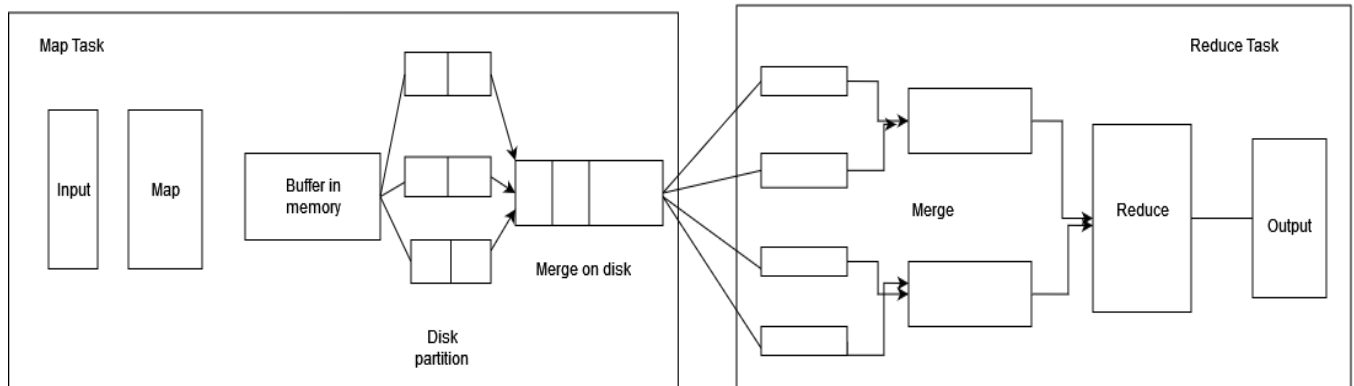 Map Task
Input
Map
Buffer in
memory
Merge on disk
Disk
partition
Reduce Task
Merge
Reduce
Output